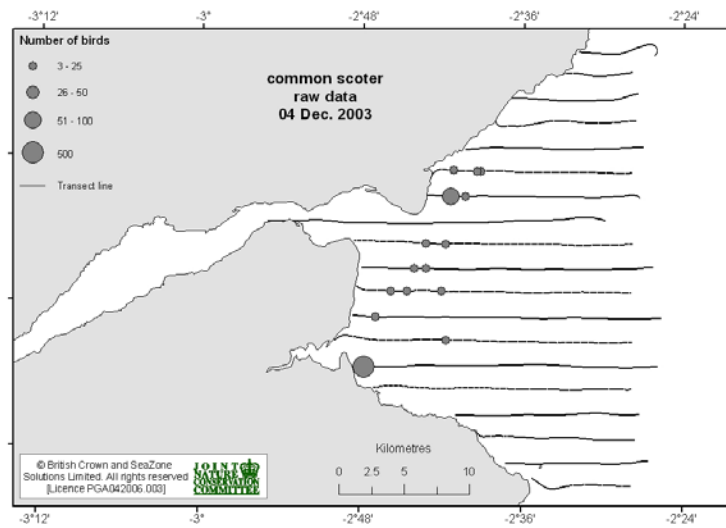 -3°12' -3° -2°48' -2°36' -2°24'
Number of birds
3 - 25
26 - 50
51 - 100
500
Transect line
common scoter
raw data
04 Dec. 2003
Kilometres
0 2.5 5 10
© British Crown and SeaZone
Solutions Limited. All rights reserved
[Licence PGA042006.003]
JOINT
NATURE
CONSERVATION
COMMITTEE
-3°12' -3° -2°48' -2°36' -2°24'